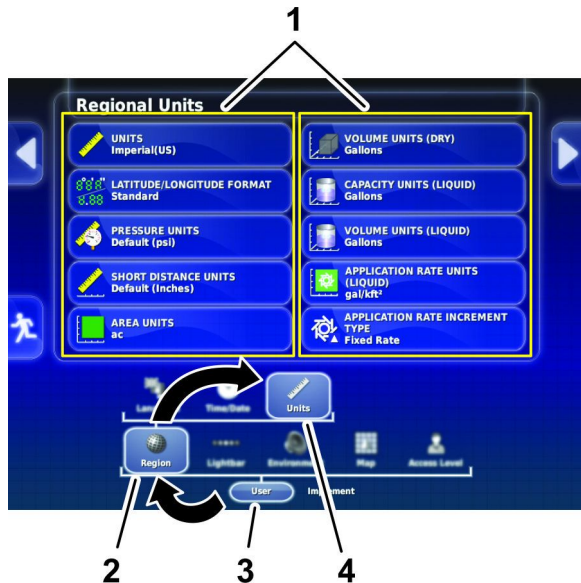 1
Regional Units
UNITS
Imperial(US)
LATITUDE/LONGITUDE FORMAT
Standard
PRESSURE UNITS
Default (psi)
SHORT DISTANCE UNITS
Default (Inches)
AREA UNITS
ac
VOLUME UNITS (DRY)
Gallons
CAPACITY UNITS (LIQUID)
Gallons
VOLUME UNITS (LIQUID)
Gallons
APPLICATION RATE UNITS
(LIQUID)
gal/kft²
APPLICATION RATE INCREMENT
TYPE
Fixed Rate
Time/Date
Units
Region
Lightbar
Map
Access Level
User
2
3
4